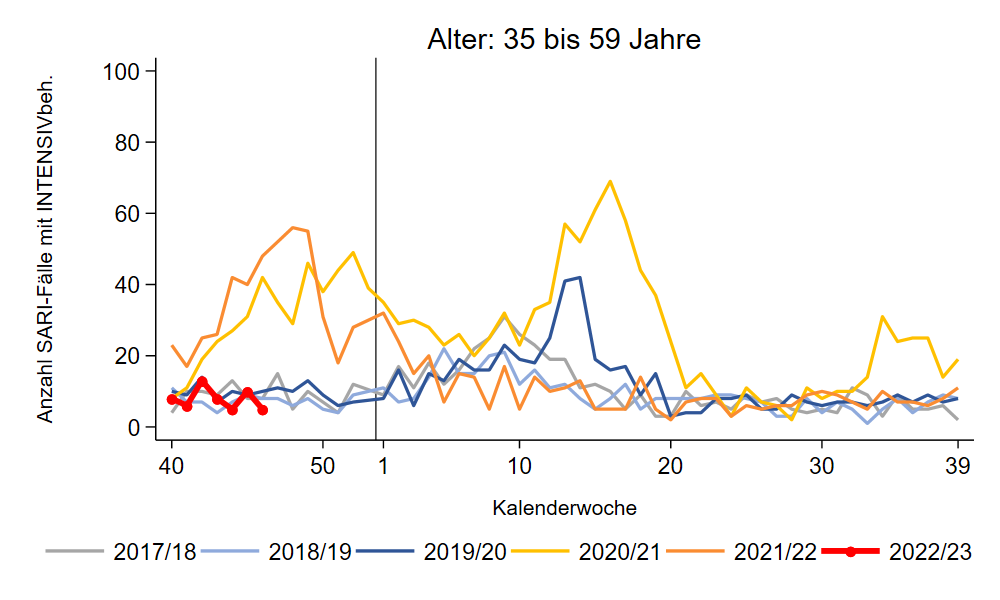 Alter: 35 bis 59 Jahre
Anzahl SARI-Fälle mit INTENSIVbeh.
100
80
60
40
20
0
40 50 1 10 20 30 39
Kalenderwoche
2017/18 2018/19 2019/20 2020/21 2021/22 2022/23